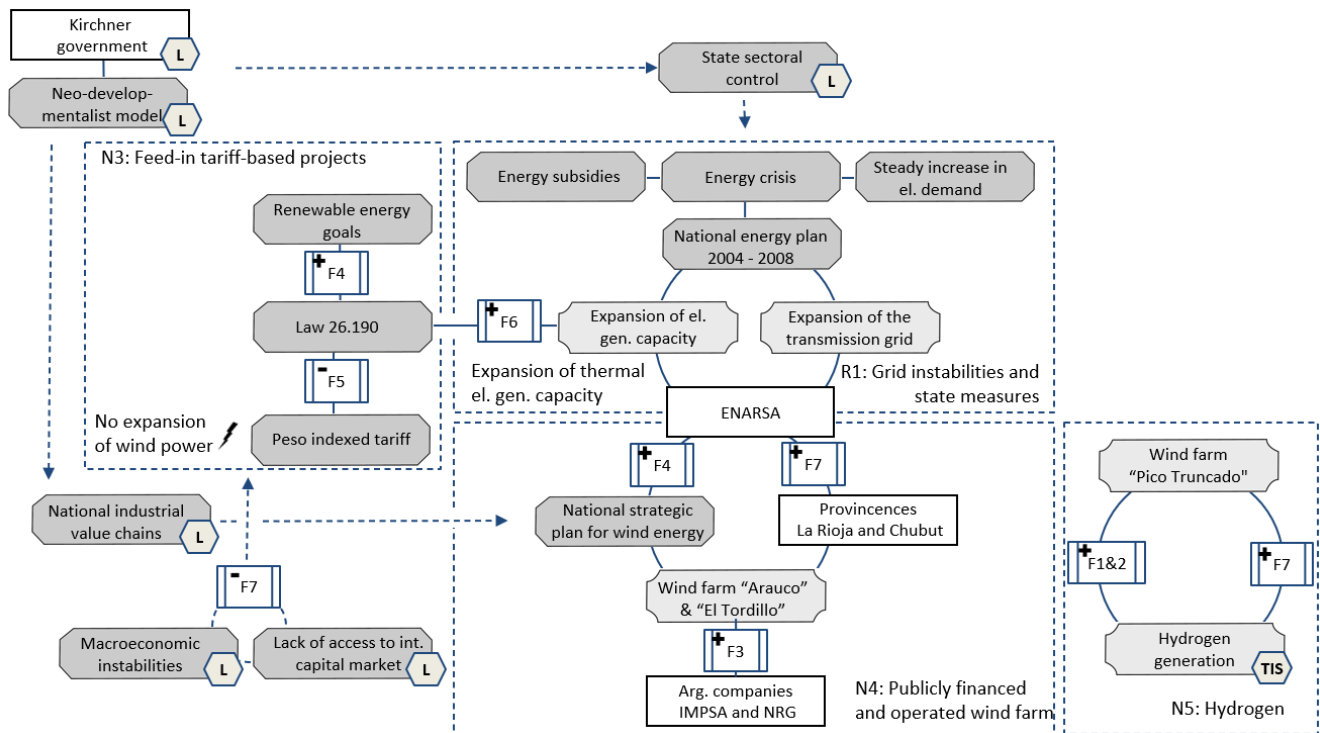 Kirchner
government
L
Neo-develop-
mentalist model
L
State sectoral
control
L
N3: Feed-in tariff-based projects
Renewable energy
goals
+
F4
Law 26.190
-
F5
Peso indexed tariff
No expansion
of wind power
+
F6
Energy subsidies
Energy crisis
Steady increase in
el. demand
National energy plan
2004 - 2008
Expansion of el.
gen. capacity
Expansion of the
transmission grid
Expansion of thermal
el. gen. capacity
R1: Grid instabilities and
state measures
ENARSA
+
F4
+
F7
National strategic
plan for wind energy
Provincences
La Rioja and Chubut
Wind farm “Arauco”
& “El Tordillo”
+
F3
Arg. companies
IMPSA and NRG
N4: Publicly financed
and operated wind farm
National industrial
value chains
L
-
F7
Macroeconomic
instabilities
L
Lack of access to int.
capital market
L
Wind farm
“Pico Truncado"
+
F1&2
+
F7
Hydrogen
generation
TIS
N5: Hydrogen